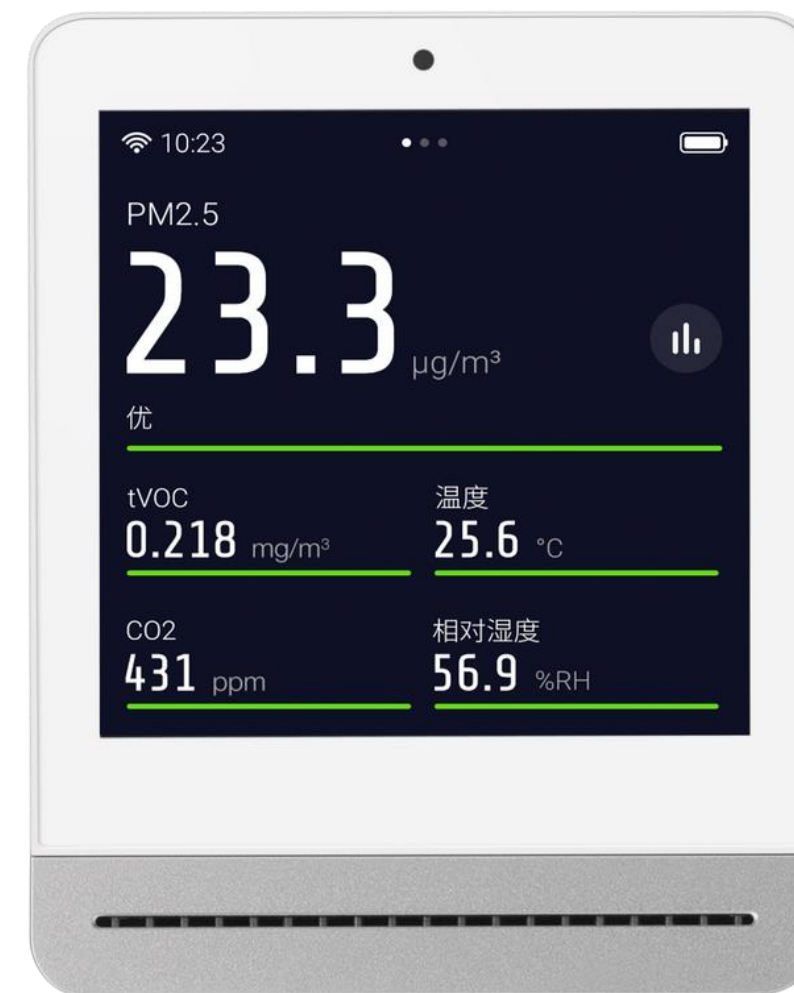 10:23
PM2.5
23.3 µg/m³
优
tVOC
0.218 mg/m³
温度
25.6 °C
CO2
431 ppm
相对湿度
56.9 %RH